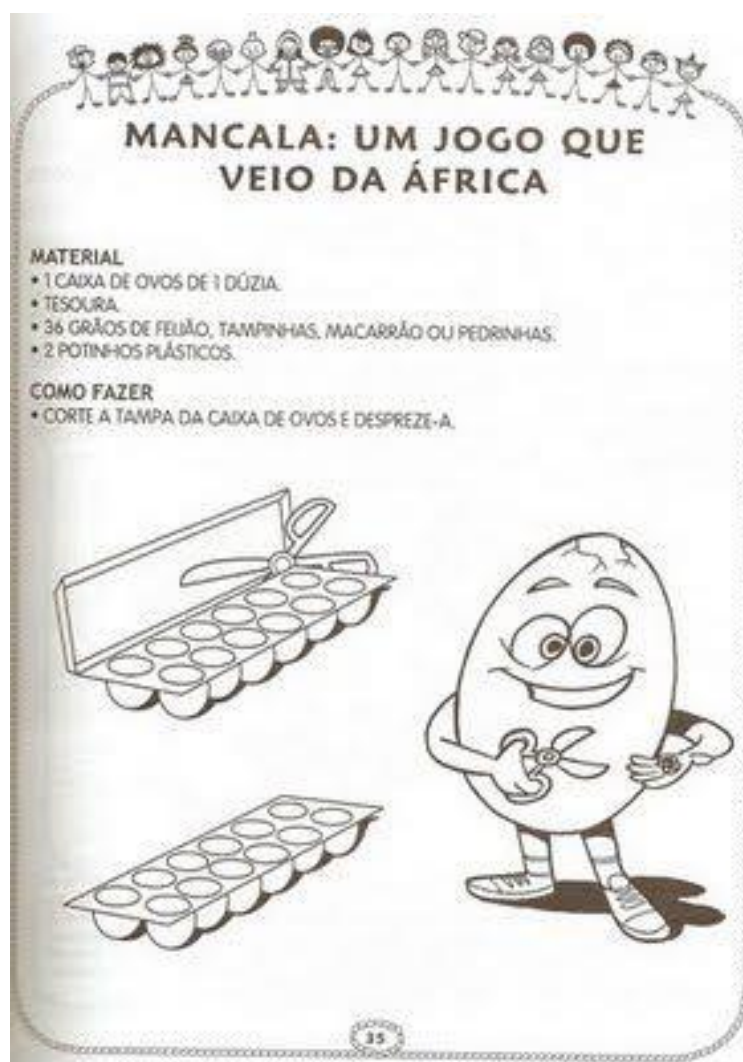 MANCALA: UM JOGO QUE
VEIO DA ÁFRICA
MATERIAL
• 1 CAIXA DE OVOS DE 1 DÚZIA.
• TESOURA.
• 36 GRÃOS DE FEIJÃO, TAMPINHAS, MACARRÃO OU PEDRINHAS.
• 2 POTINHOS PLÁSTICOS.
COMO FAZER
• CORTE A TAMPA DA CAIXA DE OVOS E DESPREZE-A.
35